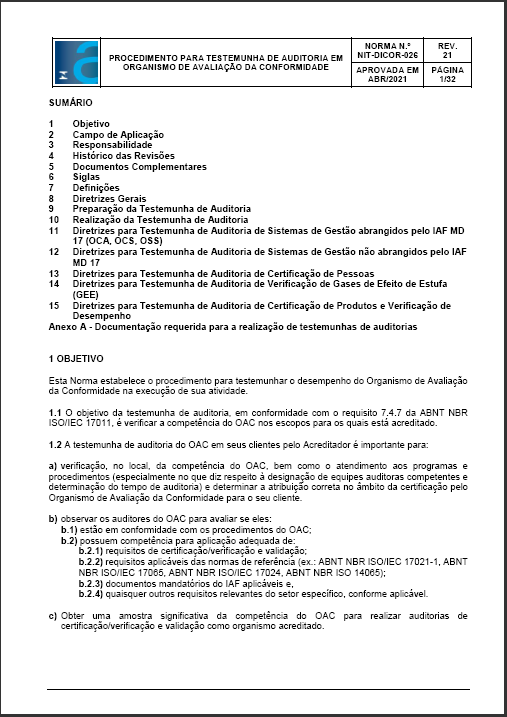 PROCEDIMENTO PARA TESTEMUNHA DE AUDITORIA EM
ORGANISMO DE AVALIAÇÃO DA CONFORMIDADE
NORMA N.º
NIT-DICOR-026
REV.
21
APROVADA EM
ABR/2021
PÁGINA
1/32
SUMÁRIO
1 Objetivo
2 Campo de Aplicação
3 Responsabilidade
4 Histórico das Revisões
5 Documentos Complementares
6 Siglas
7 Definições
8 Diretrizes Gerais
9 Preparação da Testemunha de Auditoria
10 Realização da Testemunha de Auditoria
11 Diretrizes para Testemunha de Auditoria de Sistemas de Gestão abrangidos pelo IAF MD
17 (OCA, OCS, OSS)
12 Diretrizes para Testemunha de Auditoria de Sistemas de Gestão não abrangidos pelo IAF
MD 17
13 Diretrizes para Testemunha de Auditoria de Certificação de Pessoas
14 Diretrizes para Testemunha de Auditoria de Verificação de Gases de Efeito de Estufa
(GEE)
15 Diretrizes para Testemunha de Auditoria de Certificação de Produtos e Verificação de
Desempenho
Anexo A - Documentação requerida para a realização de testemunhas de auditorias
1 OBJETIVO
Esta Norma estabelece o procedimento para testemunhar o desempenho do Organismo de Avaliação
da Conformidade na execução de sua atividade.
1.1 O objetivo da testemunha de auditoria, em conformidade com o requisito 7.4.7 da ABNT NBR
ISO/IEC 17011, é verificar a competência do OAC nos escopos para os quais está acreditado.
1.2 A testemunha de auditoria do OAC em seus clientes pelo Acreditador é importante para:
a) verificação, no local, da competência do OAC, bem como o atendimento aos programas e
procedimentos (especialmente no que diz respeito à designação de equipes auditoras competentes e
determinação do tempo de auditoria) e determinar a atribuição correta no âmbito da certificação pelo
Organismo de Avaliação da Conformidade para o seu cliente.
b) observar os auditores do OAC para avaliar se eles:
b.1) estão em conformidade com os procedimentos do OAC;
b.2) possuem competência para aplicação adequada de:
b.2.1) requisitos de certificação/verificação e validação;
b.2.2) requisitos aplicáveis das normas de referência (ex.: ABNT NBR ISO/IEC 17021-1, ABNT
NBR ISO/IEC 17065, ABNT NBR ISO/IEC 17024, ABNT NBR ISO 14065);
b.2.3) documentos mandatórios do IAF aplicáveis e,
b.2.4) quaisquer outros requisitos relevantes do setor específico, conforme aplicável.
c) Obter uma amostra significativa da competência do OAC para realizar auditorias de
certificação/verificação e validação como organismo acreditado.